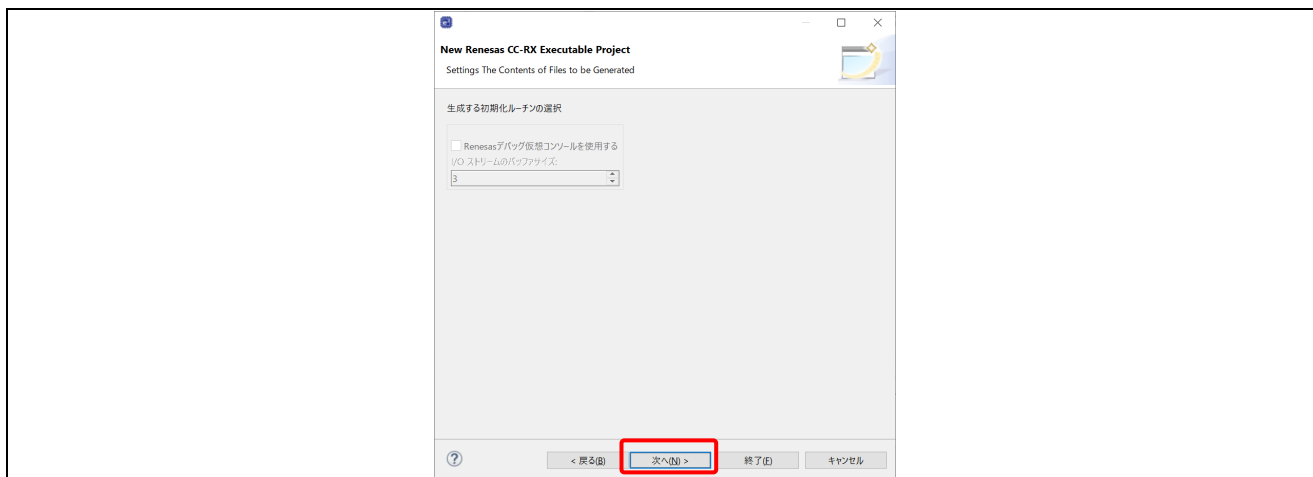 New Renesas CC-RX Executable Project
Settings The Contents of Files to be Generated
生成する初期化ルーチンの選択
Renesasデバッグ仮想コンソールを使用する
I/O ストリームのバッファサイズ:
3
< 戻る(B) 次へ(N) > 終了(F) キャンセル